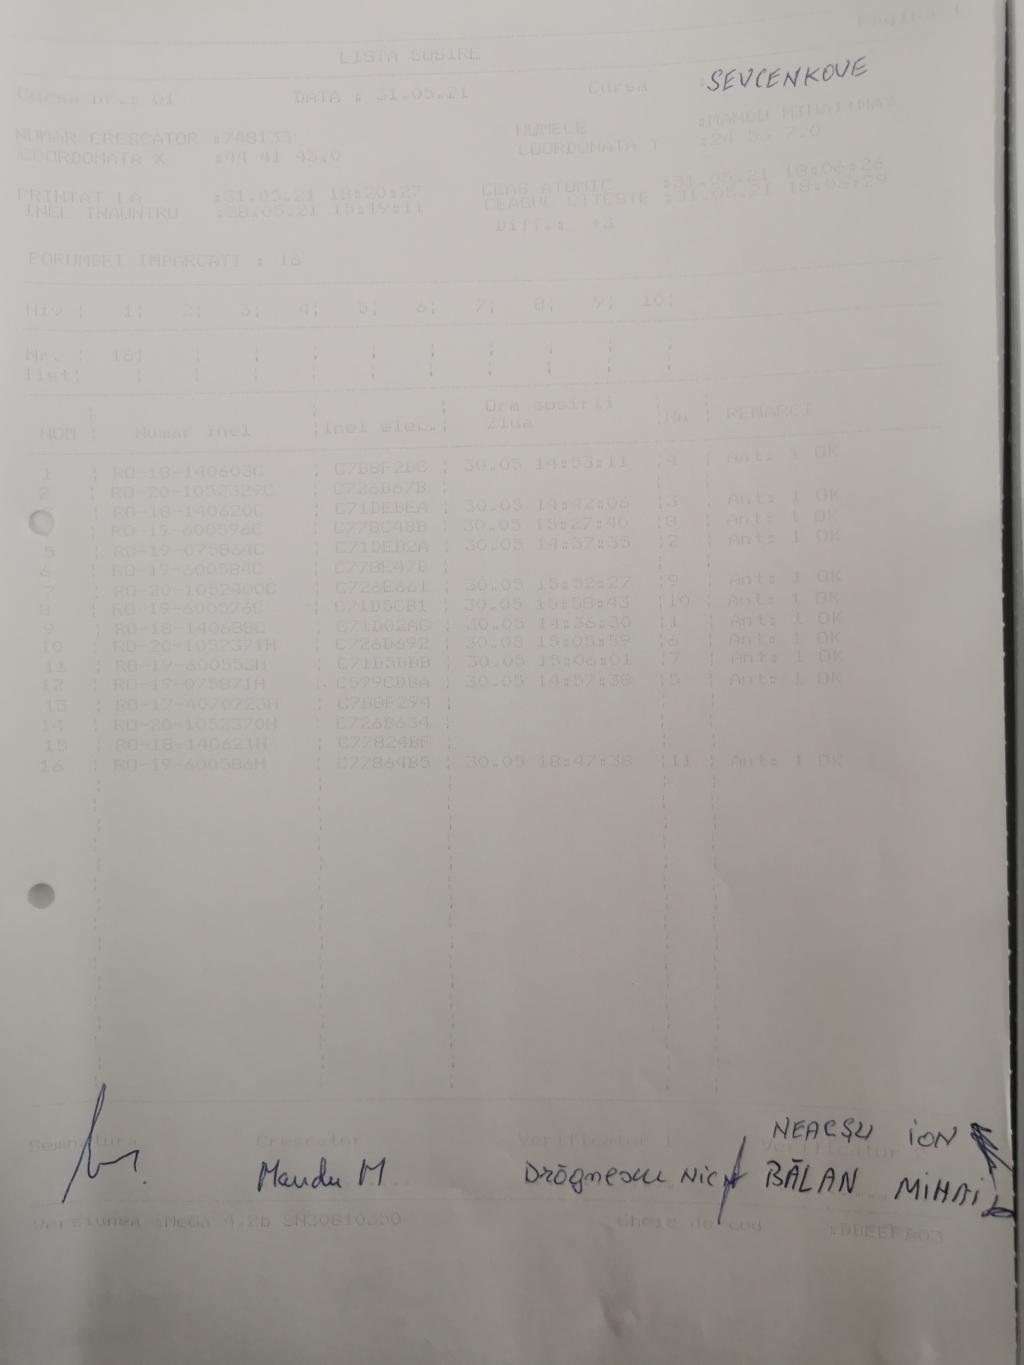 Pagina 1
LISTA SOSIRE
Cursa nr.: 01 DATA : 31.05.21 Cursa : SEVCENKOVE
NUMAR CRESCATOR :748133 NUMELE :MANDU MIHAI+MAY
COORDONATA X :44 41 43.0 COORDONATA Y :24 53 7.0
PRINTAT LA :31.05.21 18:20:27 CEAS ATOMIC :31.05.21 18:06:26
INEL INAUNTRU :28.05.21 15:19:11 CEASUL CITESTE :31.05.21 18:06:29
Diff.: +3
PORUMBEI IMBARCATI : 16
Niv : 1: 2: 3: 4: 5: 6: 7: 8: 9: 10:
Nr. : 16:
list:
NOM : Numar inel :Inel elec.: Ora sosirii Ziua :Nu : REMARCI
1 : RO-18-140603C : C7B8F2DC : 30.05 14:53:11 :4 : Ant: 1 OK
2 : RO-20-1052329C : C726B67B :
RO-18-140620C : C71DEBEA : 30.05 14:42:06 :3 : Ant: 1 OK
RO-19-600596C : C778C48B : 30.05 15:27:40 :8 : Ant: 1 OK
5 : RO-19-075864C : C71DEB2A : 30.05 14:37:35 :2 : Ant: 1 OK
6 : RO-19-600584C : C778E47B :
7 : RO-20-1052400C : C726E661 : 30.05 15:52:27 :9 : Ant: 1 OK
8 : RO-19-600576C : C71D5CB1 : 30.05 15:58:43 :10 : Ant: 1 OK
9 : RO-18-140688C : C71D02AC : 30.05 14:36:30 :1 : Ant: 1 OK
10 : RO-20-1052371H : C726D692 : 30.05 15:05:59 :6 : Ant: 1 OK
11 : RO-19-600553H : C71D5BBB : 30.05 15:06:01 :7 : Ant: 1 OK
12 : RO-19-075871H : C599CDBA : 30.05 14:57:38 :5 : Ant: 1 OK
13 : RO-17-4070723H : C7B8F294 :
14 : RO-20-1052370H : C726B634 :
15 : RO-18-140621H : C77824BF :
16 : RO-19-600586H : C77864B5 : 30.05 18:47:38 :11 : Ant: 1 OK
NEACȘU ION
Semnatura Crescator Verificatur 1 Verificatur 2
Mandu M BĂLAN MIHAI
Versiunea :MeGa 4.2b SN30810350 Cheie de cod